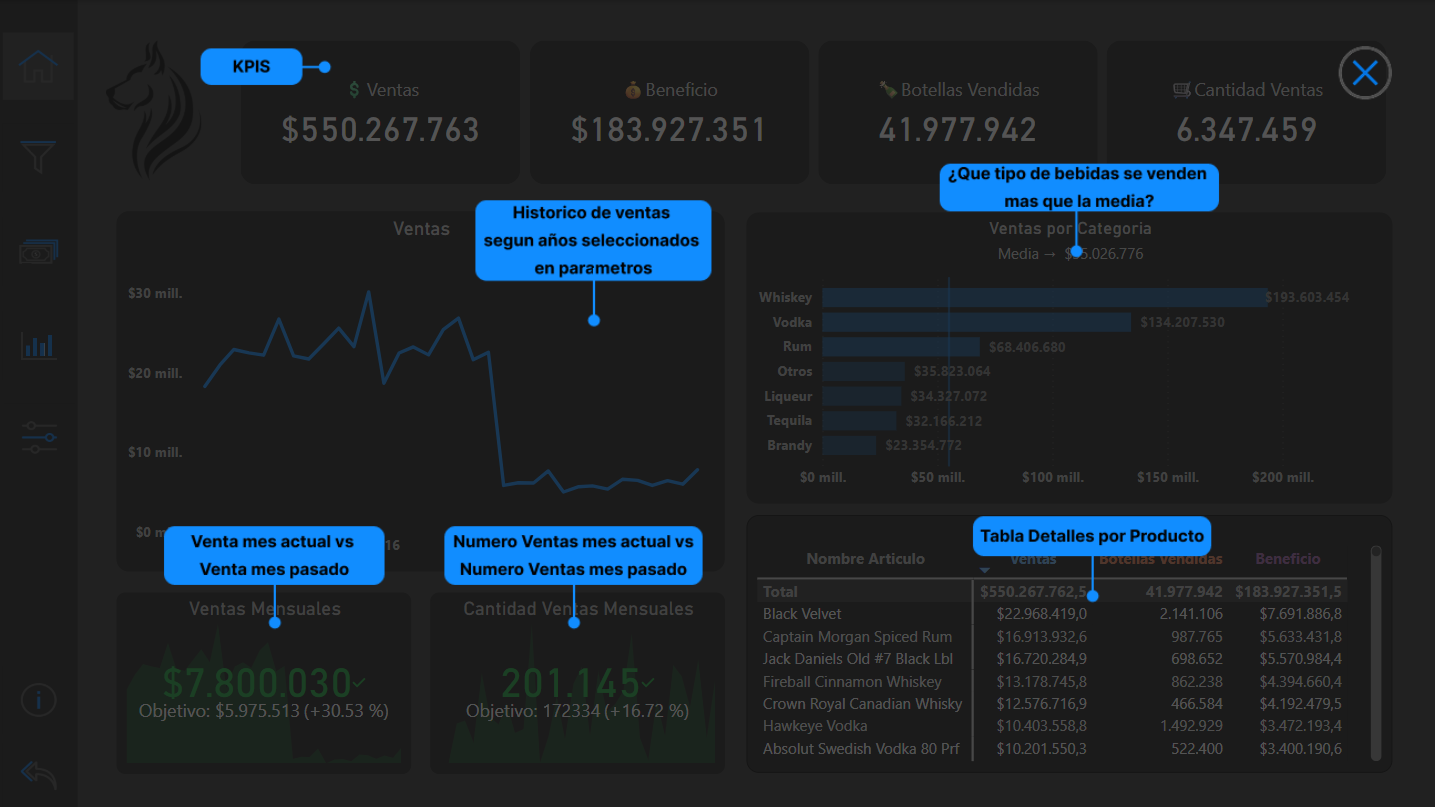 KPIS
$ Ventas
$550.267.763
Beneficio
$183.927.351
Botellas Vendidas
41.977.942
Cantidad Ventas
6.347.459
Ventas
Historico de ventas
segun años seleccionados
en parametros
$30 mill.
$20 mill.
$10 mill.
$0 m
16
¿Que tipo de bebidas se venden
mas que la media?
Ventas por Categoria
Media → 5.026.776
Whiskey $193.603.454
Vodka $134.207.530
Rum $68.406.680
Otros $35.823.064
Liqueur $34.327.072
Tequila $32.166.212
Brandy $23.354.772
$0 mill. $50 mill. $100 mill. $150 mill. $200 mill.
Venta mes actual vs
Venta mes pasado
Ventas Mensuales
$7.800.030
Objetivo: $5.975.513 (+30.53 %)
Numero Ventas mes actual vs
Numero Ventas mes pasado
Cantidad Ventas Mensuales
201.145
Objetivo: 172334 (+16.72 %)
Tabla Detalles por Producto
Nombre Articulo Ventas Botellas Vendidas Beneficio
Total $550.267.762,5 41.977.942 $183.927.351,5
Black Velvet $22.968.419,0 2.141.106 $7.691.886,8
Captain Morgan Spiced Rum $16.913.932,6 987.765 $5.633.431,8
Jack Daniels Old #7 Black Lbl $16.720.284,9 698.652 $5.570.984,4
Fireball Cinnamon Whiskey $13.178.745,8 862.238 $4.394.660,4
Crown Royal Canadian Whisky $12.576.716,9 466.584 $4.192.479,5
Hawkeye Vodka $10.403.558,8 1.492.929 $3.472.193,4
Absolut Swedish Vodka 80 Prf $10.201.550,3 522.400 $3.400.190,6